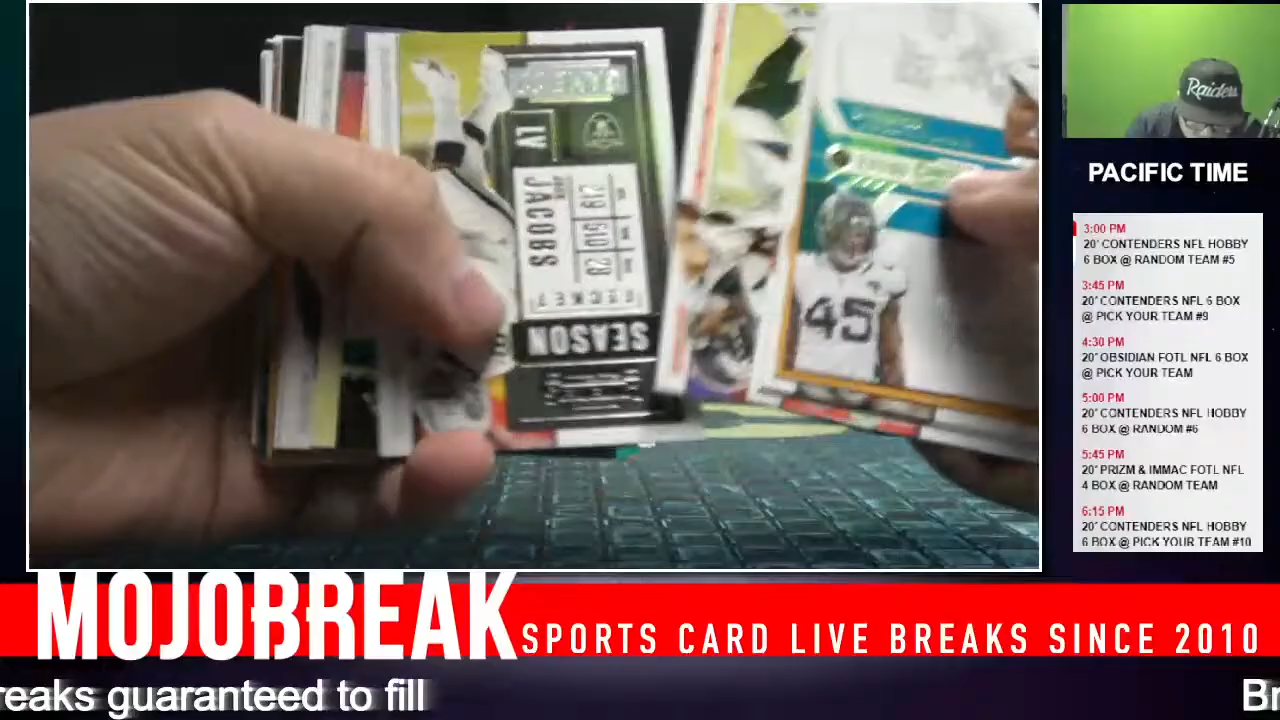 LV
JACOBS
SEASON
45
Raiders
PACIFIC TIME
3:00 PM
20' CONTENDERS NFL HOBBY
6 BOX @ RANDOM TEAM #5
3:45 PM
20' CONTENDERS NFL 6 BOX
@ PICK YOUR TEAM #9
4:30 PM
20' OBSIDIAN FOTL NFL 6 BOX
@ PICK YOUR TEAM
5:00 PM
20' CONTENDERS NFL HOBBY
6 BOX @ RANDOM #6
5:45 PM
20' PRIZM & IMMAC FOTL NFL
4 BOX @ RANDOM TEAM
6:15 PM
20' CONTENDERS NFL HOBBY
6 BOX @ PICK YOUR TEAM #10
MOJOBREAK
SPORTS CARD LIVE BREAKS SINCE 2010
reaks guaranteed to fill
Br